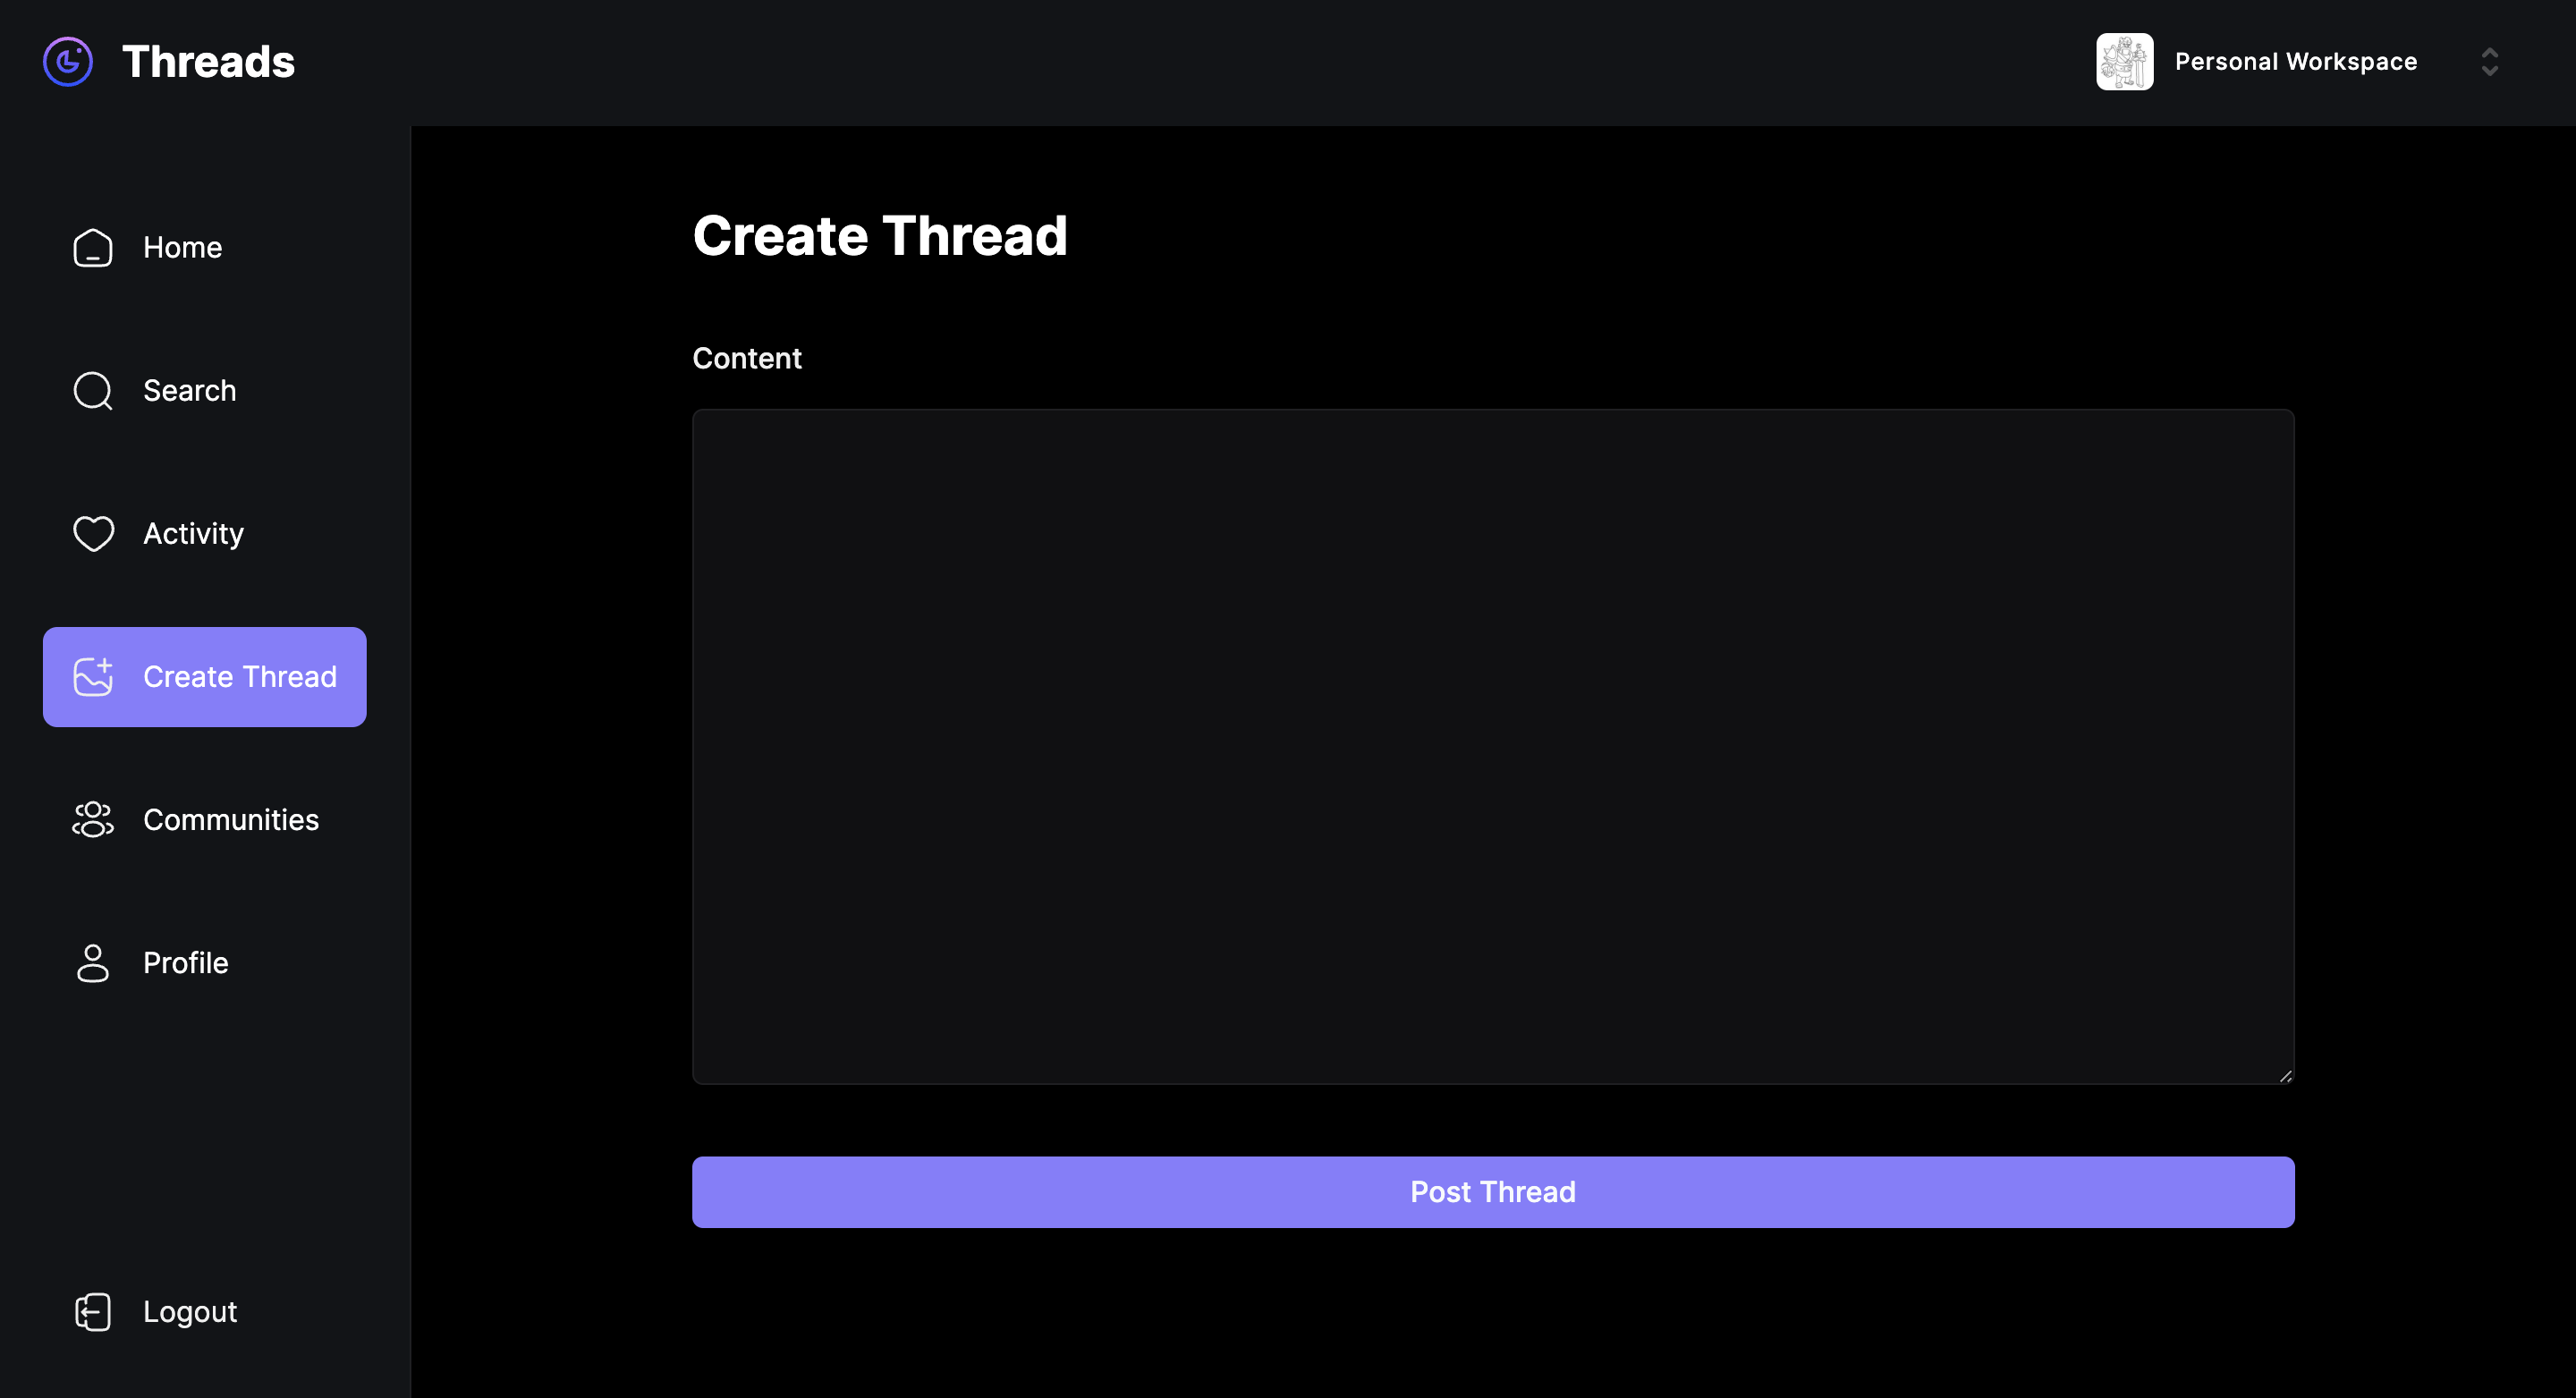 Threads
Personal Workspace
Home
Search
Activity
Create Thread
Communities
Profile
Logout
Create Thread
Content
Post Thread